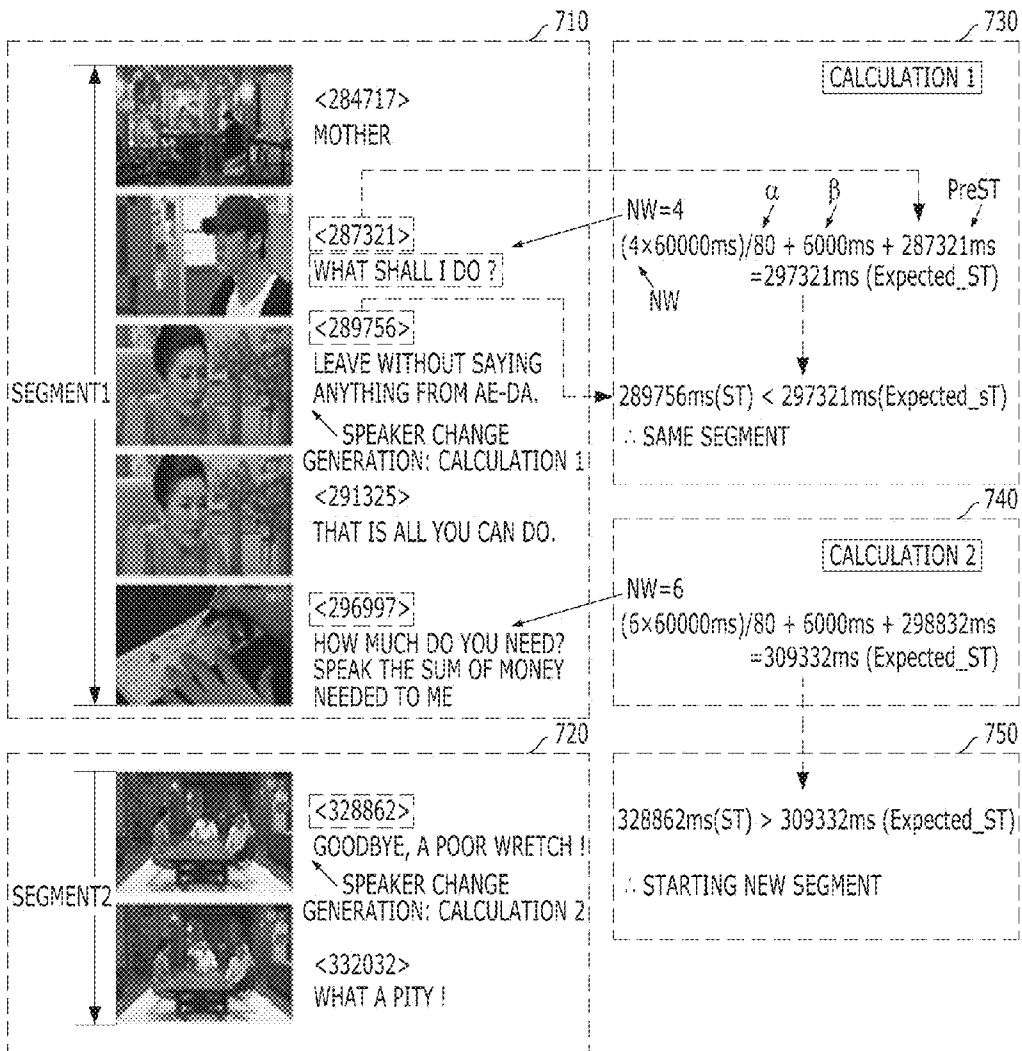 710
SEGMENT1
<284717>
MOTHER
<287321>
WHAT SHALL I DO ?
<289756>
LEAVE WITHOUT SAYING
ANYTHING FROM AE-DA.
SPEAKER CHANGE
GENERATION: CALCULATION 1
<291325>
THAT IS ALL YOU CAN DO.
<296997>
HOW MUCH DO YOU NEED?
SPEAK THE SUM OF MONEY
NEEDED TO ME
720
SEGMENT2
<328862>
GOODBYE, A POOR WRETCH !
SPEAKER CHANGE
GENERATION: CALCULATION 2
<332032>
WHAT A PITY !
730
CALCULATION 1
NW=4
α
β
PreST
(4×60000ms)/80 + 6000ms + 287321ms
=297321ms (Expected_ST)
NW
289756ms(ST) < 297321ms(Expected_sT)
∴ SAME SEGMENT
740
CALCULATION 2
NW=6
(6×60000ms)/80 + 6000ms + 298832ms
=309332ms (Expected_ST)
750
328862ms(ST) > 309332ms (Expected_ST)
∴ STARTING NEW SEGMENT